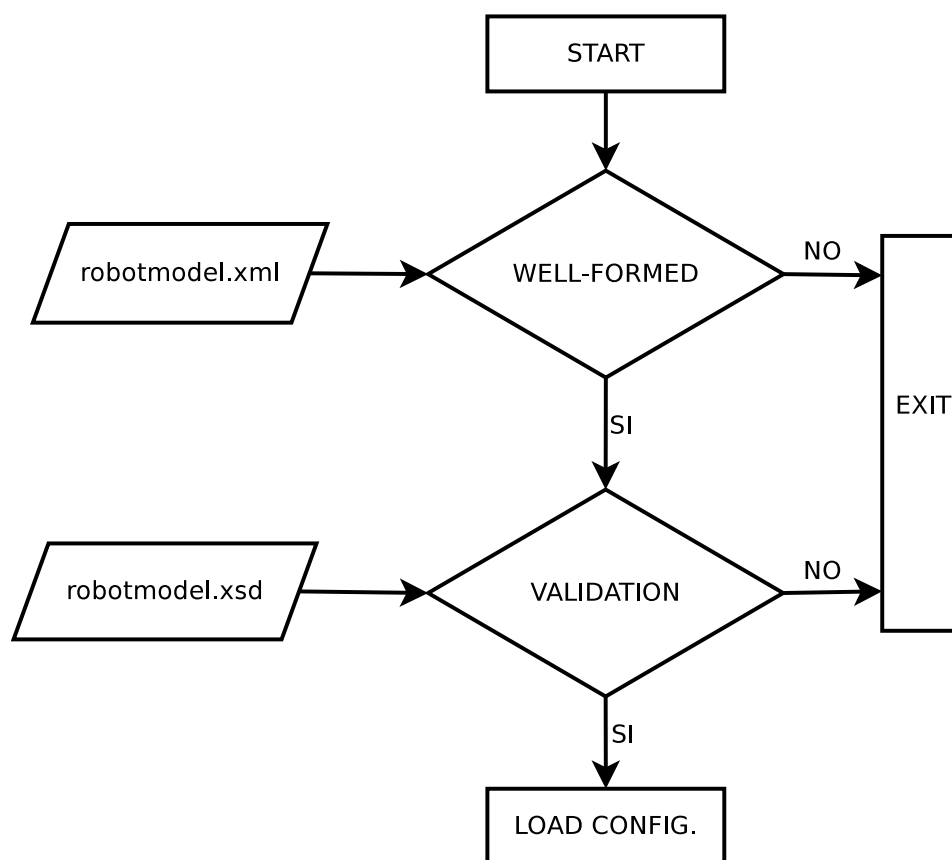 START
robotmodel.xml
WELL-FORMED
NO
EXIT
SI
robotmodel.xsd
VALIDATION
NO
SI
LOAD CONFIG.